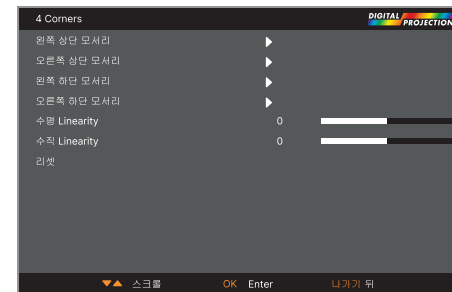 4 Corners
DIGITAL PROJECTION
왼쪽 상단 모서리
오른쪽 상단 모서리
왼쪽 하단 모서리
오른쪽 하단 모서리
수평 Linearity 0
수직 Linearity 0
리셋
스크롤 OK Enter 나가기 뒤